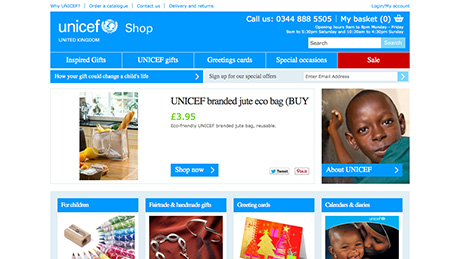 Why UNICEF? Order a catalogue Contact us Delivery & returns Login/My account
unicef Shop
UNITED KINGDOM
Call us: 0344 888 5505 My basket (0)
Opening hours 9am to 8pm Monday - Friday
9am to 5:30pm Saturday and 10:30am to 4:30pm Sunday
Search Search
Inspired Gifts UNICEF gifts Greetings cards Special occasions Sale
How your gift could change a child's life Sign up for our special offers Enter Email Address
UNICEF branded jute eco bag (BUY
£3.95
Eco-friendly UNICEF branded jute bag, reusable.
Shop now Tweet Pin it About UNICEF
For children Fairtrade & handmade gifts Greeting cards Calendars & diaries
unicef